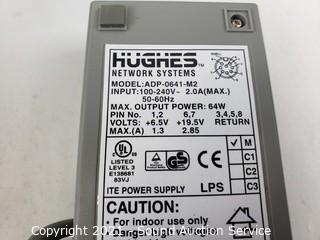 HUGHES™
NETWORK SYSTEMS
MODEL:ADP-0641-M2
INPUT:100-240V~ 2.0A(MAX.)
50-60Hz
MAX. OUTPUT POWER: 64W
PIN No. 1,2 6,7 3,4,5,8
VOLTS: +6.5V +19.5V RETURN
MAX.(A) 1.3 2.85
UL
LISTED
LEVEL 3
E138681
83VJ
M
C1
C2
C3
ITE POWER SUPPLY LPS
CAUTION:
For indoor use only
Copyright 202 Sound Auction Service